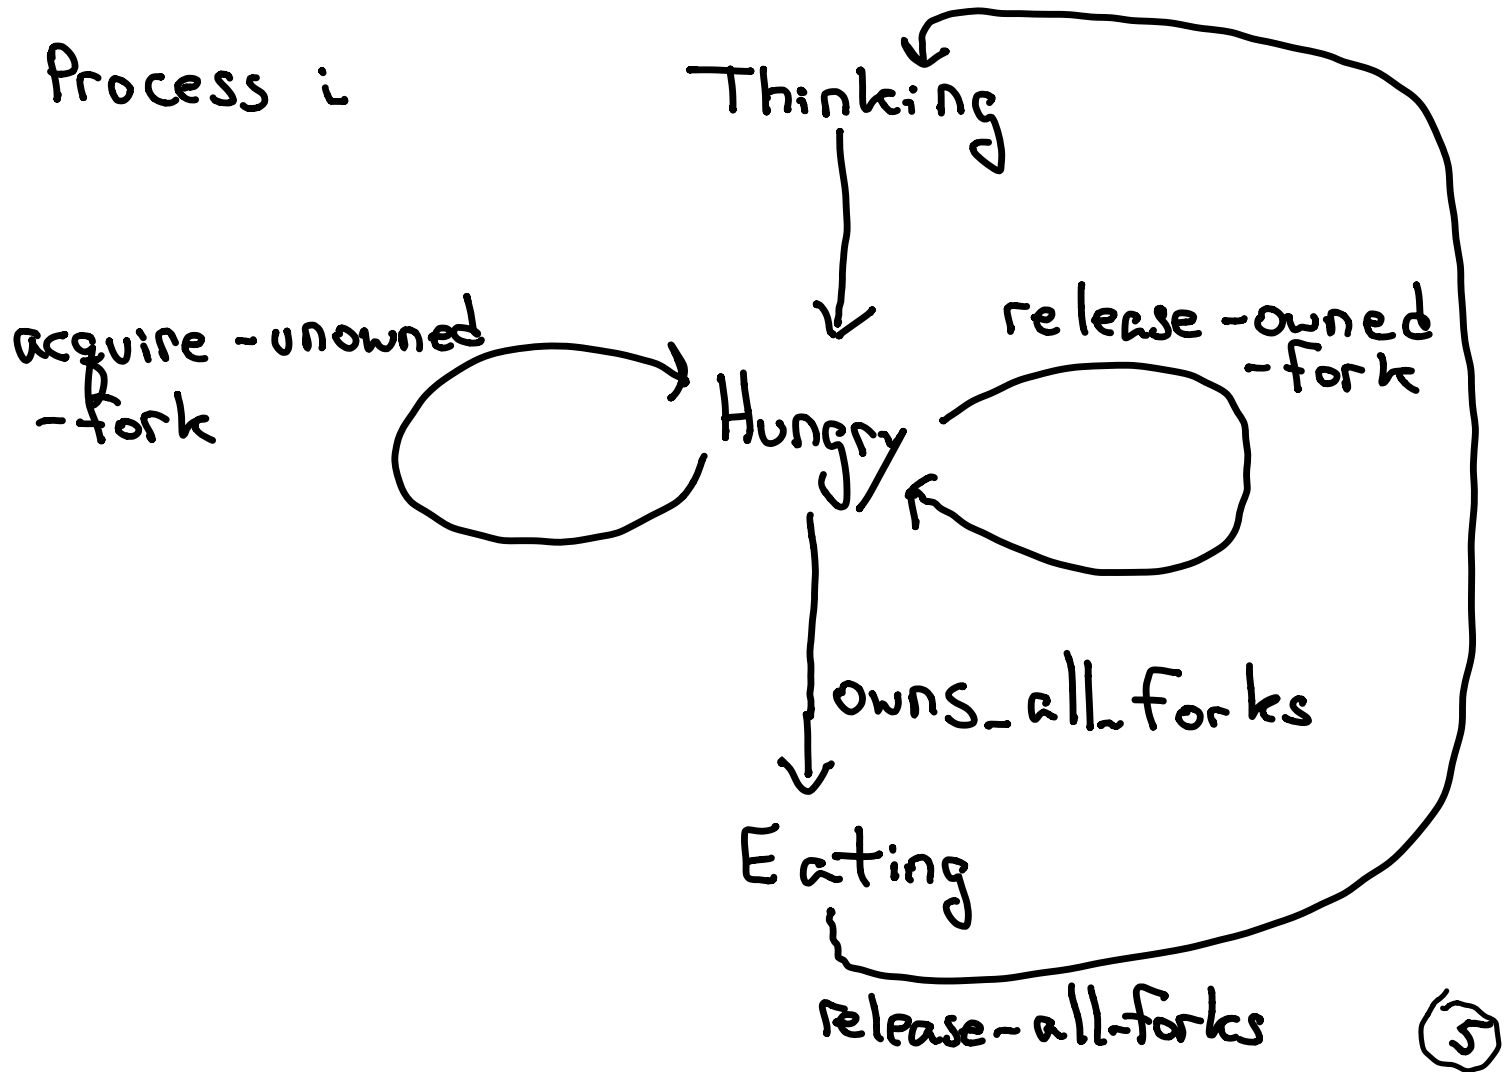 Process i
Thinking
acquire-unowned
-fork
release-owned
-fork
Hungry
owns_all_forks
Eating
release-all-forks
5